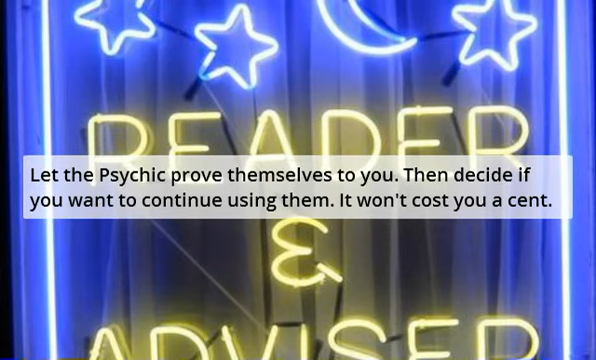 READER
Let the Psychic prove themselves to you. Then decide if
you want to continue using them. It won't cost you a cent.
&
ADVISER